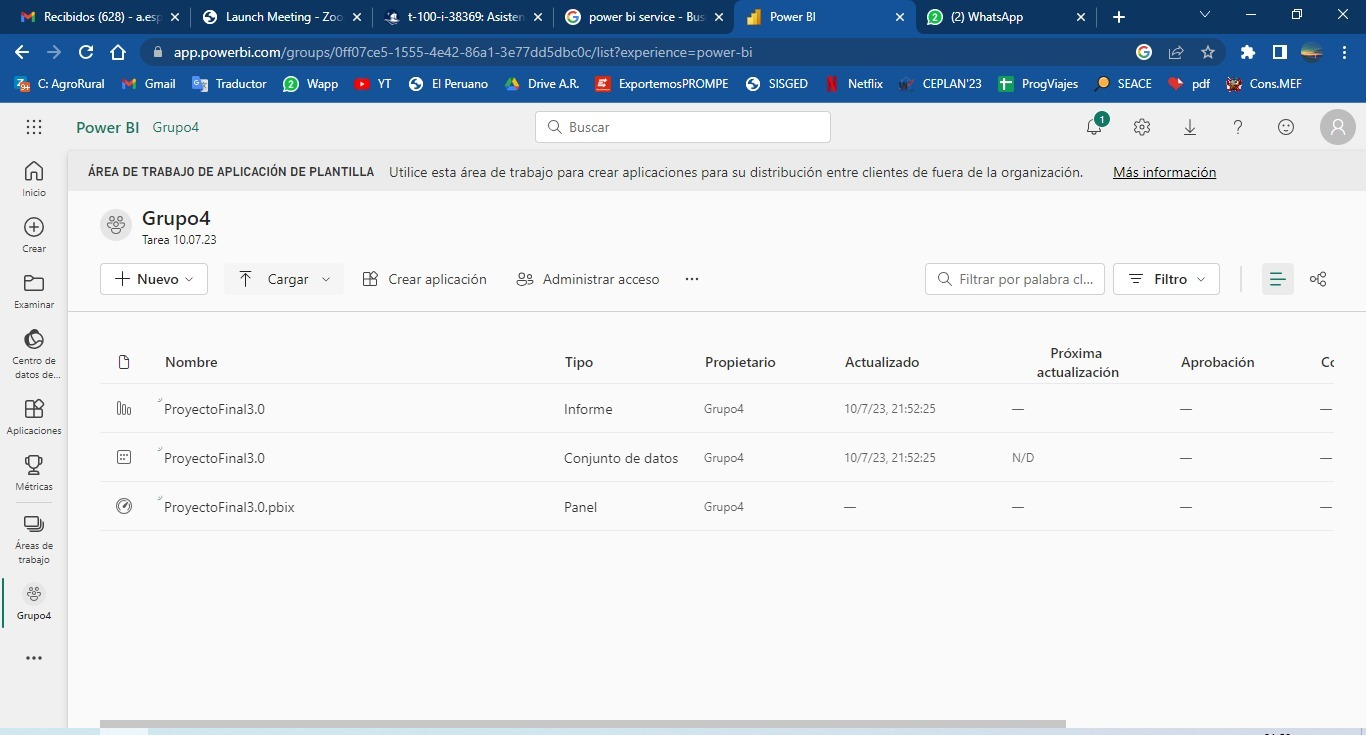 Recibidos (628) - a.esp
Launch Meeting - Zoo
t-100-i-38369: Asisten
power bi service - Bus
Power BI
(2) WhatsApp
app.powerbi.com/groups/0ff07ce5-1555-4e42-86a1-3e77dd5dbc0c/list?experience=power-bi
C: AgroRural
Gmail
Traductor
Wapp
YT
El Peruano
Drive A.R.
ExportemosPROMPE
SISGED
Netflix
CEPLAN'23
ProgViajes
SEACE
pdf
Cons.MEF
Power BI Grupo4
Buscar
1
ÁREA DE TRABAJO DE APLICACIÓN DE PLANTILLA Utilice esta área de trabajo para crear aplicaciones para su distribución entre clientes de fuera de la organización. Más información
Inicio
Crear
Examinar
Centro de
datos de...
Aplicaciones
Métricas
Áreas de
trabajo
Grupo4
Grupo4
Tarea 10.07.23
Nuevo
Cargar
Crear aplicación
Administrar acceso
Filtrar por palabra cl...
Filtro
Nombre Tipo Propietario Actualizado Próxima
actualización Aprobación Cc
ProyectoFinal3.0 Informe Grupo4 10/7/23, 21:52:25 — — —
ProyectoFinal3.0 Conjunto de datos Grupo4 10/7/23, 21:52:25 N/D — —
ProyectoFinal3.0.pbix Panel Grupo4 — — — —